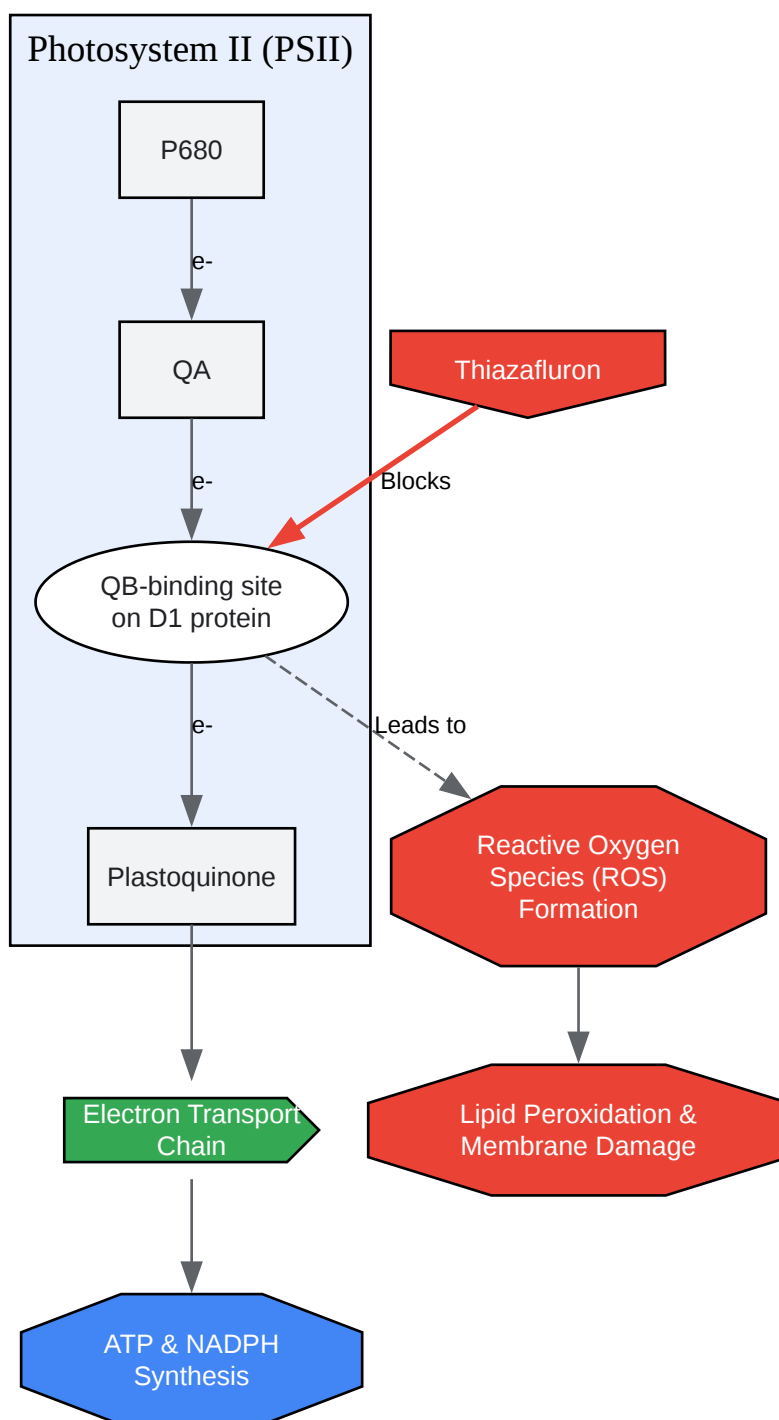 Photosystem II (PSII)
P680
e-
QA
Thiazafluron
e-
Blocks
QB-binding site
on D1 protein
e-
Leads to
Plastoquinone
Reactive Oxygen
Species (ROS)
Formation
Electron Transport
Chain
Lipid Peroxidation &
Membrane Damage
ATP & NADPH
Synthesis